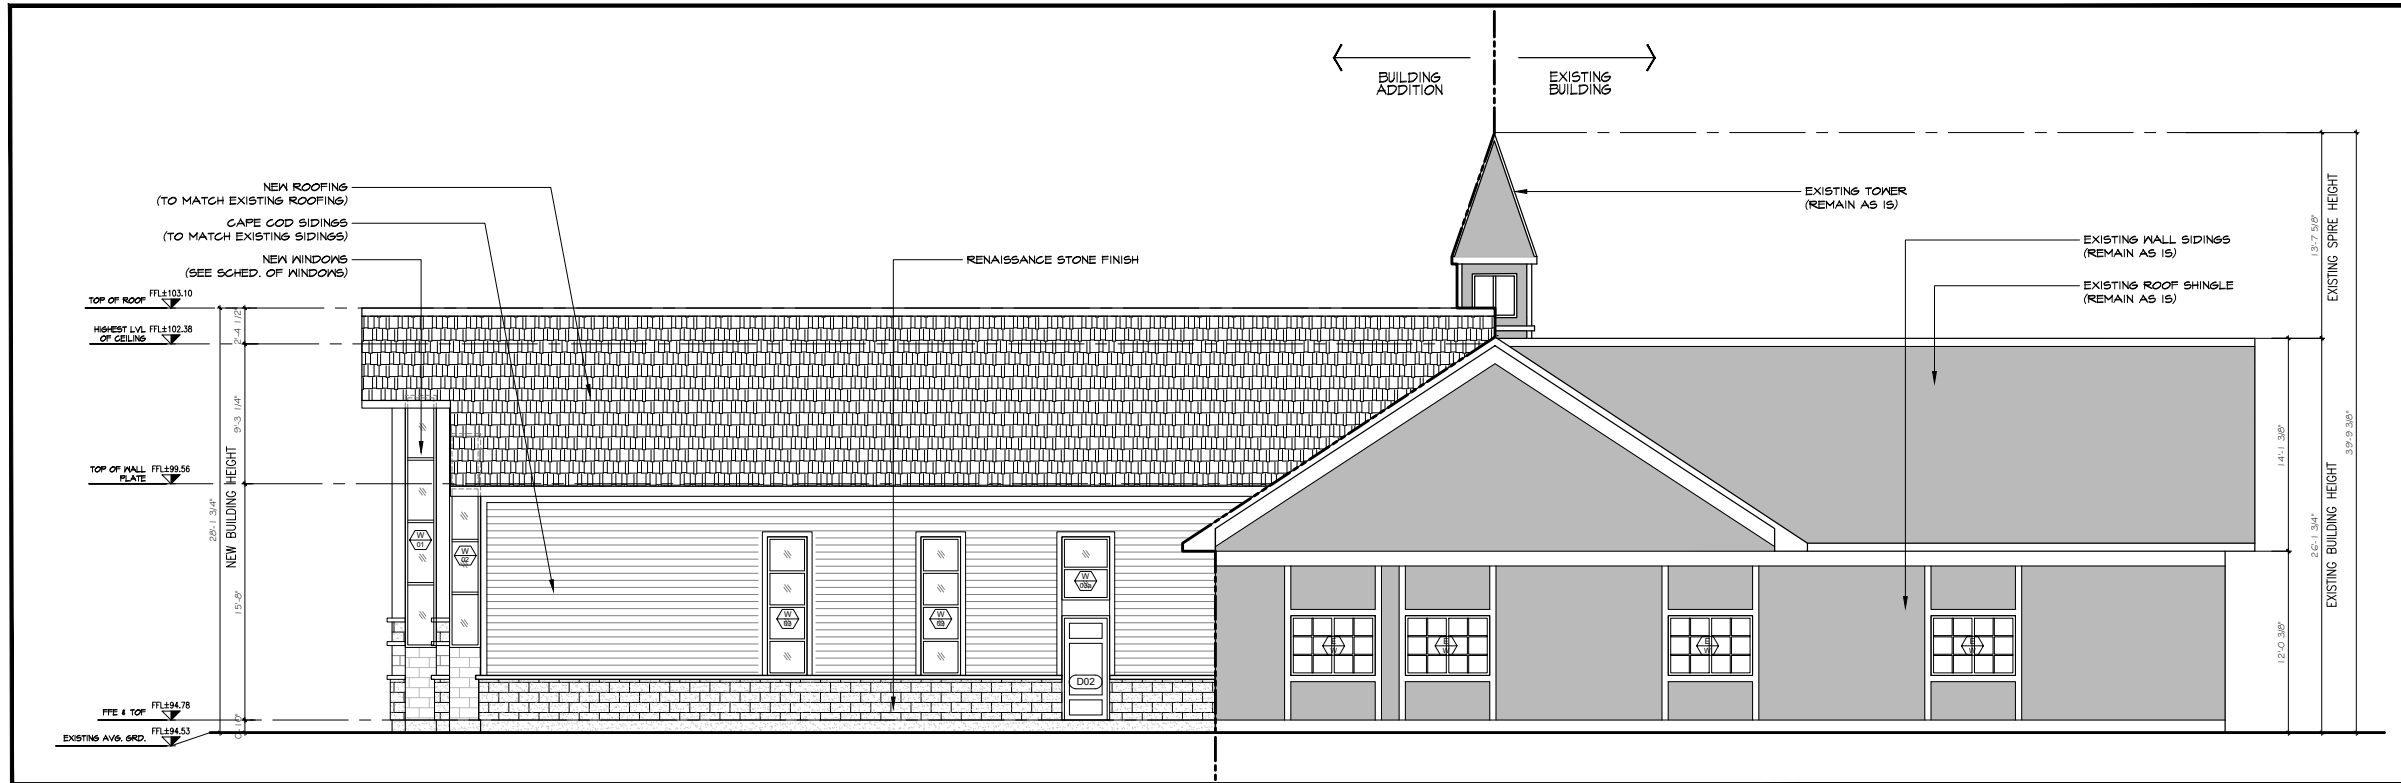 BUILDING
ADDITION
EXISTING
BUILDING
NEW ROOFING
(TO MATCH EXISTING ROOFING)
CAPE COD SIDINGS
(TO MATCH EXISTING SIDINGS)
NEW WINDOWS
(SEE SCHED. OF WINDOWS)
RENAISSANCE STONE FINISH
EXISTING TOWER
(REMAIN AS IS)
EXISTING WALL SIDINGS
(REMAIN AS IS)
EXISTING ROOF SHINGLE
(REMAIN AS IS)
TOP OF ROOF FFL±103.10
HIGHEST LVL FFL±102.38
OF CEILING
TOP OF WALL FFL±99.56
PLATE
FFE & TOF FFL±94.78
EXISTING AVG. GRD. FFL±94.53
28'-1 3/4"
NEW BUILDING HEIGHT
2'-4 1/2"
9'-3 1/4"
15'-8"
0'-10"
W
01
W
02
W
03
W
03
W
D02
E
W
E
W
E
W
E
W
13'-7 5/8"
EXISTING SPIRE HEIGHT
39'-9 3/8"
14'-1 3/8"
26'-1 3/4"
EXISTING BUILDING HEIGHT
12'-0 3/8"